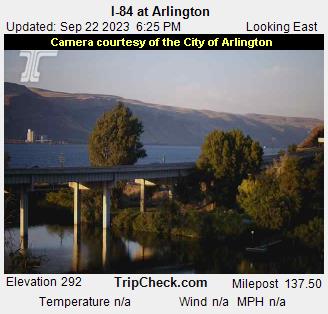 I-84 at Arlington
Updated: Sep 22 2023 6:25 PM Looking East
Camera courtesy of the City of Arlington
Elevation 292 TripCheck.com Milepost 137.50
Temperature n/a Wind n/a MPH n/a